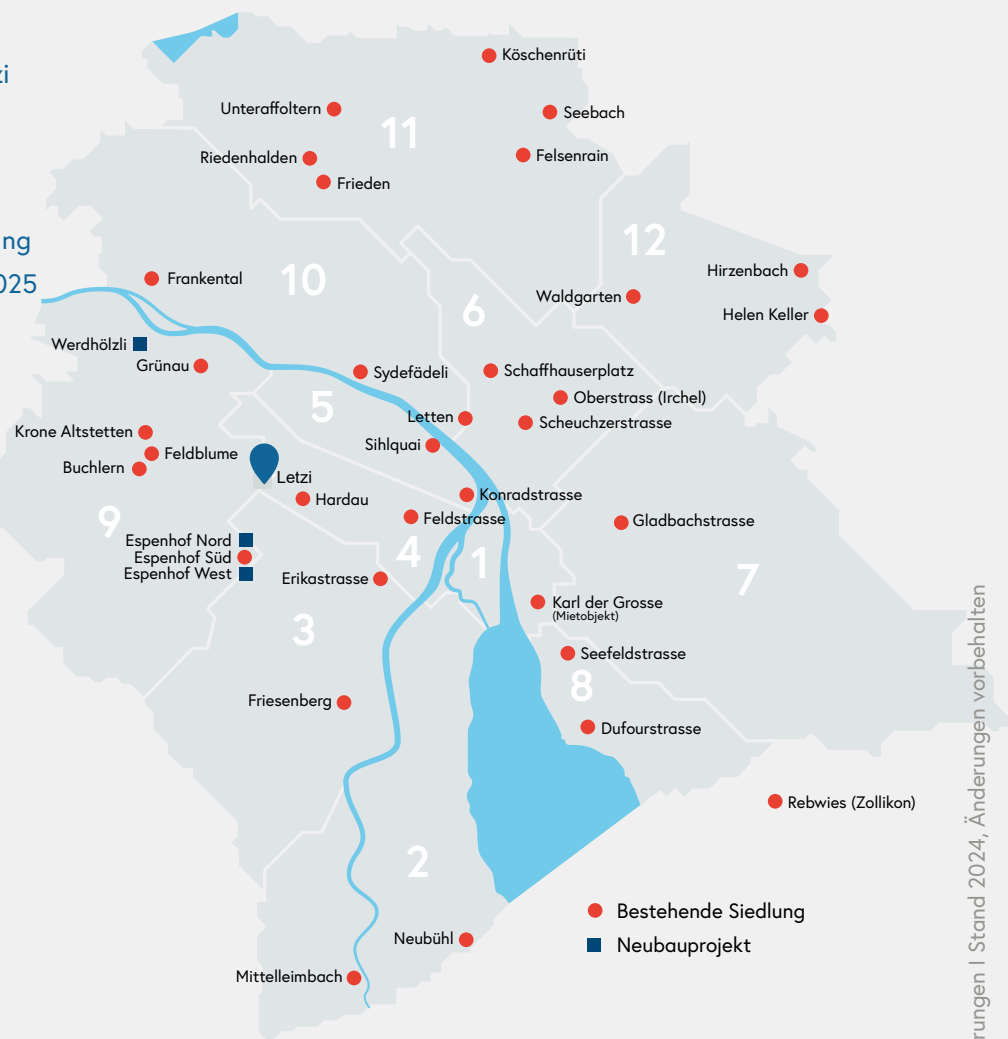 zi
ng
025
Köschenrüti
Unteraffoltern
Seebach
11
Riedenhalden
Felsenrain
Frieden
12
Hirzenbach
Frankental
10
Waldgarten
6
Helen Keller
Werdhölzli
Grünau
Sydefädeli
Schaffhauserplatz
5
Oberstrass (Irchel)
Letten
Scheuchzerstrasse
Krone Altstetten
Sihlquai
Feldblume
Buchlern
Letzi
Hardau
Konradstrasse
9
Feldstrasse
Gladbachstrasse
Espenhof Nord
Espenhof Süd
Espenhof West
4
1
Erikastrasse
7
Karl der Grosse
(Mietobjekt)
3
Seefeldstrasse
8
Friesenberg
Dufourstrasse
Rebwies (Zollikon)
2
Neubühl
Mittelleimbach
Bestehende Siedlung
Neubauprojekt
rungen I Stand 2024, Änderungen vorbehalten